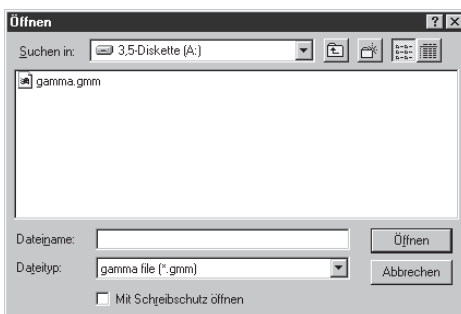 Öffnen
Suchen in: 3,5-Diskette (A:)
gamma.gmm
Dateiname: Öffnen
Dateityp: gamma file (*.gmm) Abbrechen
Mit Schreibschutz öffnen